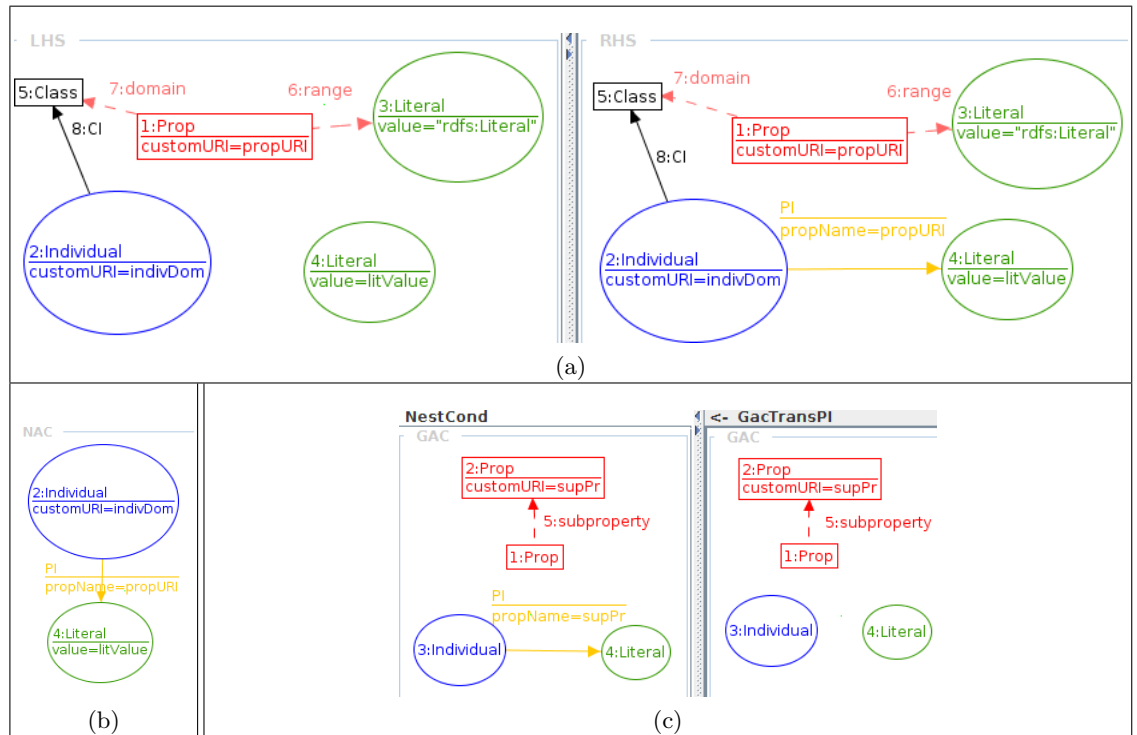 LHS
7:domain
5:Class
6:range
3:Literal
value="rdfs:Literal"
1:Prop
customURI=propURI
8:CI
2:Individual
customURI=indivDom
4:Literal
value=litValue
RHS
7:domain
5:Class
6:range
3:Literal
value="rdfs:Literal"
1:Prop
customURI=propURI
8:CI
PI
propName=propURI
2:Individual
customURI=indivDom
4:Literal
value=litValue
(a)
NAC
2:Individual
customURI=indivDom
PI
propName=propURI
4:Literal
value=litValue
(b)
NestCond
GAC
2:Prop
customURI=supPr
5:subproperty
1:Prop
PI
propName=supPr
3:Individual
4:Literal
<- GacTransPI
GAC
2:Prop
customURI=supPr
5:subproperty
1:Prop
3:Individual
4:Literal
(c)